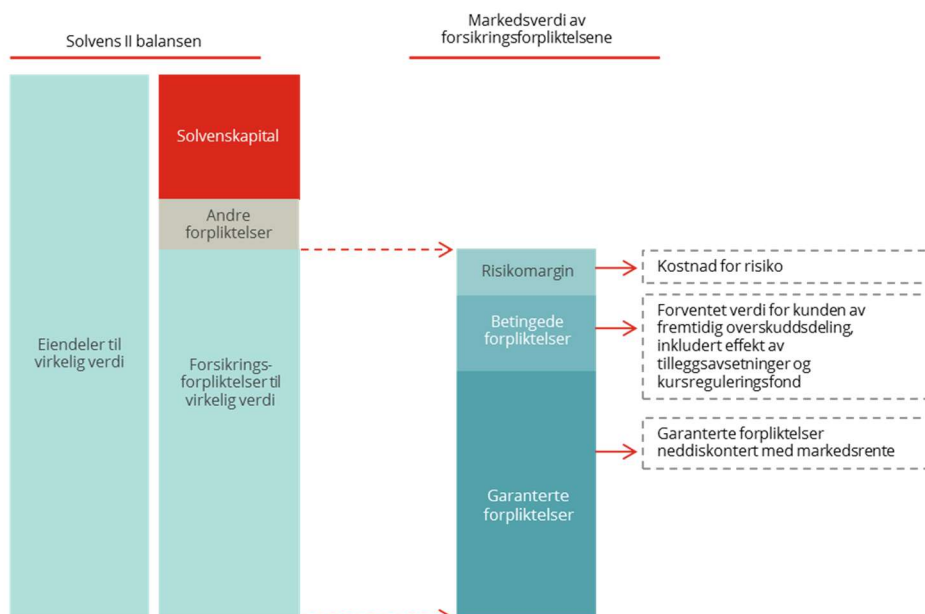 Solvens II balansen
Markedsverdi av
forsikringsforpliktelsene
Solvenskapital
Andre
forpliktelser
Eiendeler til
virkelig verdi
Forsikrings-
forpliktelser til
virkelig verdi
Risikomargin
Betingede
forpliktelser
Garanterte
forpliktelser
Kostnad for risiko
Forventet verdi for kunden av
fremtidig overskuddsdeling,
inkludert effekt av
tilleggsavsetninger og
kursreguleringsfond
Garanterte forpliktelser
neddiskontert med markedsrente